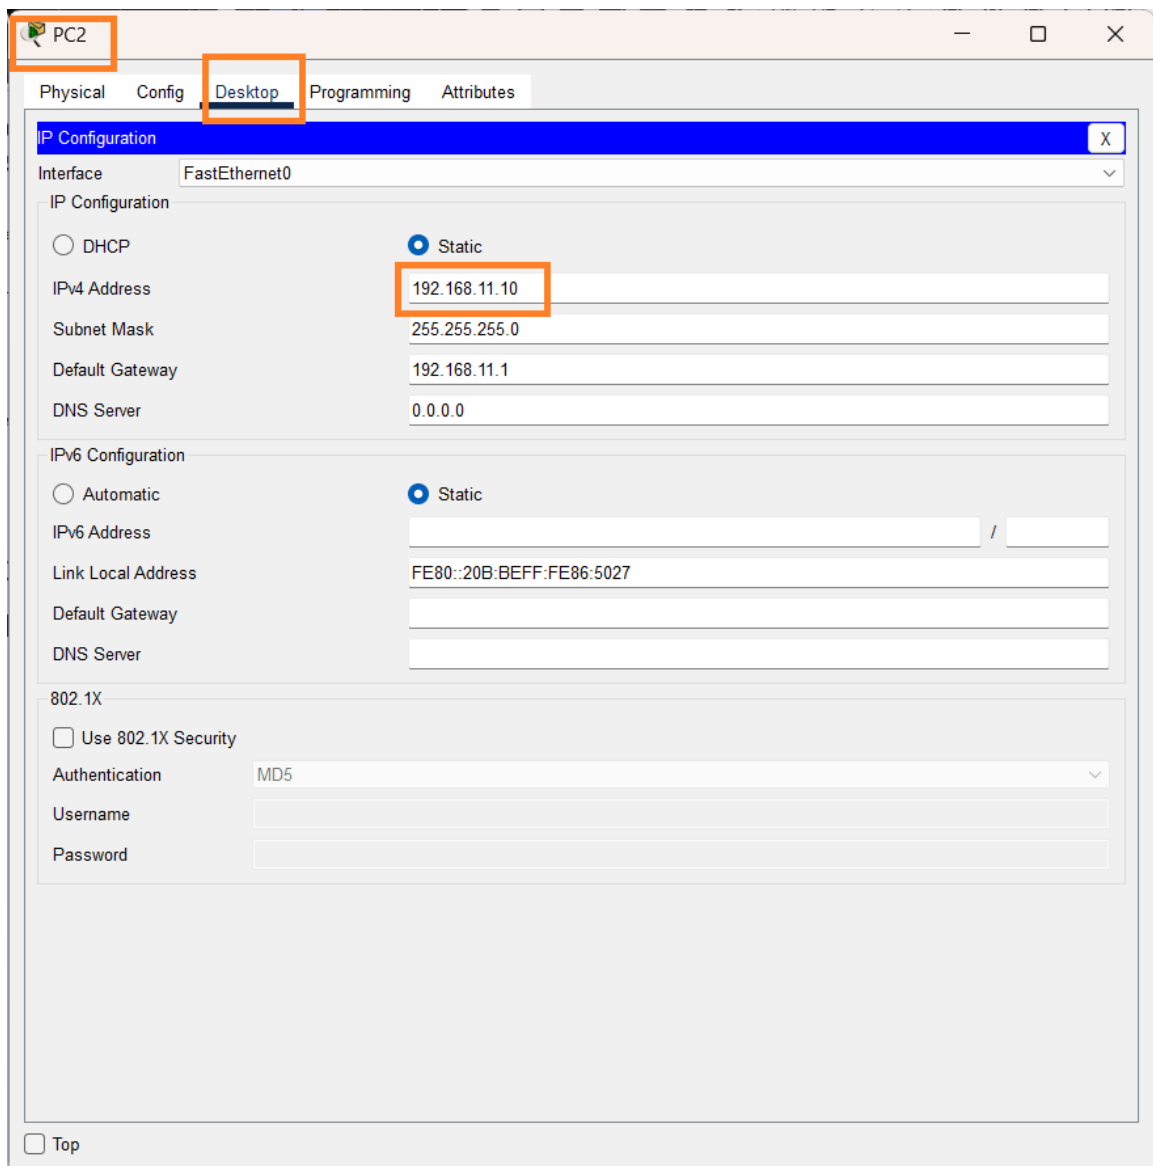 PC2
Physical Config Desktop Programming Attributes
IP Configuration X
Interface FastEthernet0
IP Configuration
DHCP Static
IPv4 Address 192.168.11.10
Subnet Mask 255.255.255.0
Default Gateway 192.168.11.1
DNS Server 0.0.0.0
IPv6 Configuration
Automatic Static
IPv6 Address /
Link Local Address FE80::20B:BEFF:FE86:5027
Default Gateway
DNS Server
802.1X
Use 802.1X Security
Authentication MD5
Username
Password
Top